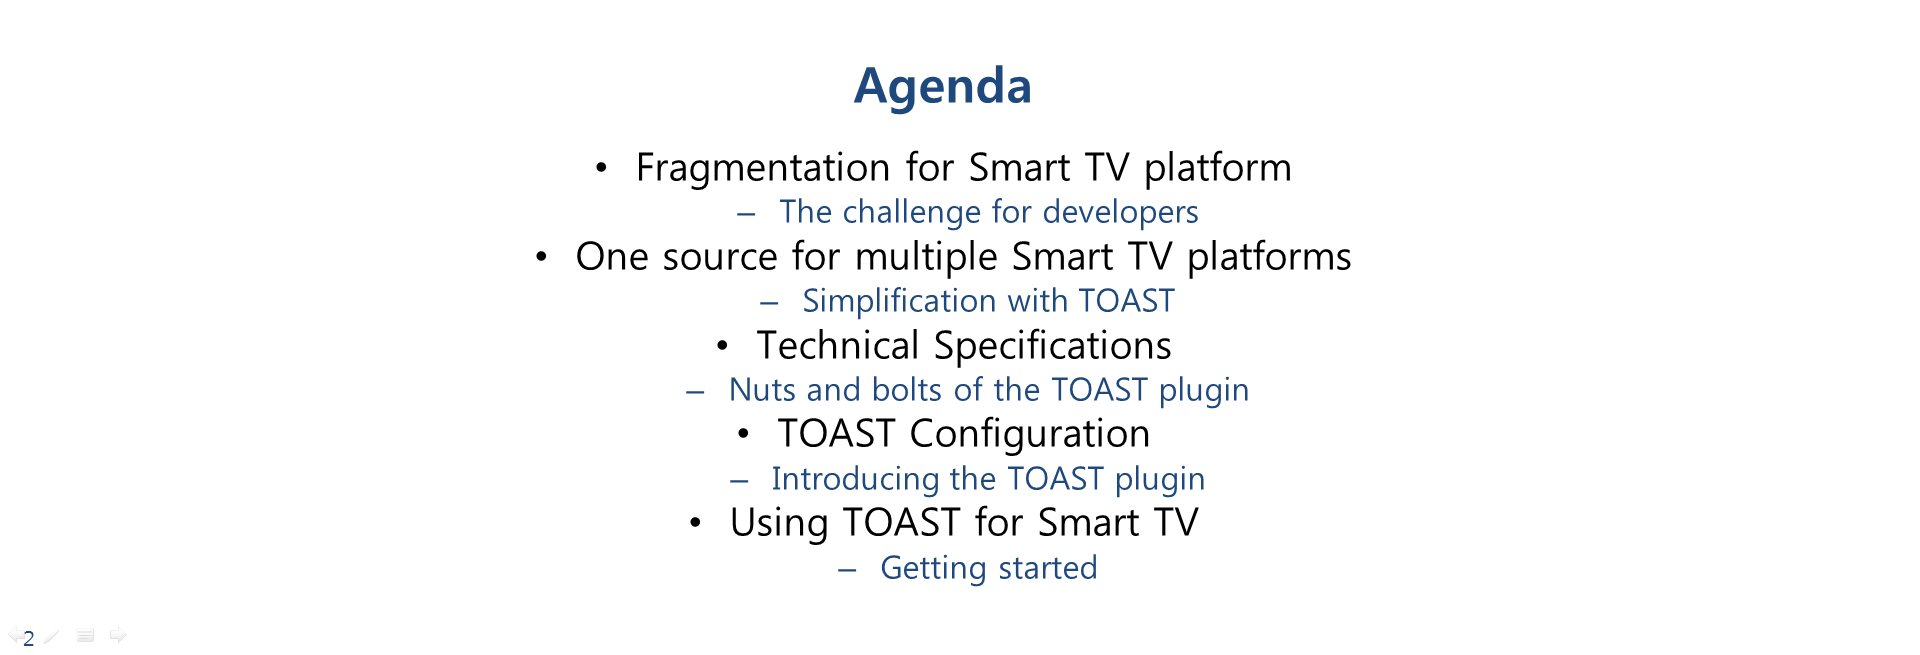 Agenda
• Fragmentation for Smart TV platform
– The challenge for developers
• One source for multiple Smart TV platforms
– Simplification with TOAST
• Technical Specifications
– Nuts and bolts of the TOAST plugin
• TOAST Configuration
– Introducing the TOAST plugin
• Using TOAST for Smart TV
– Getting started
2